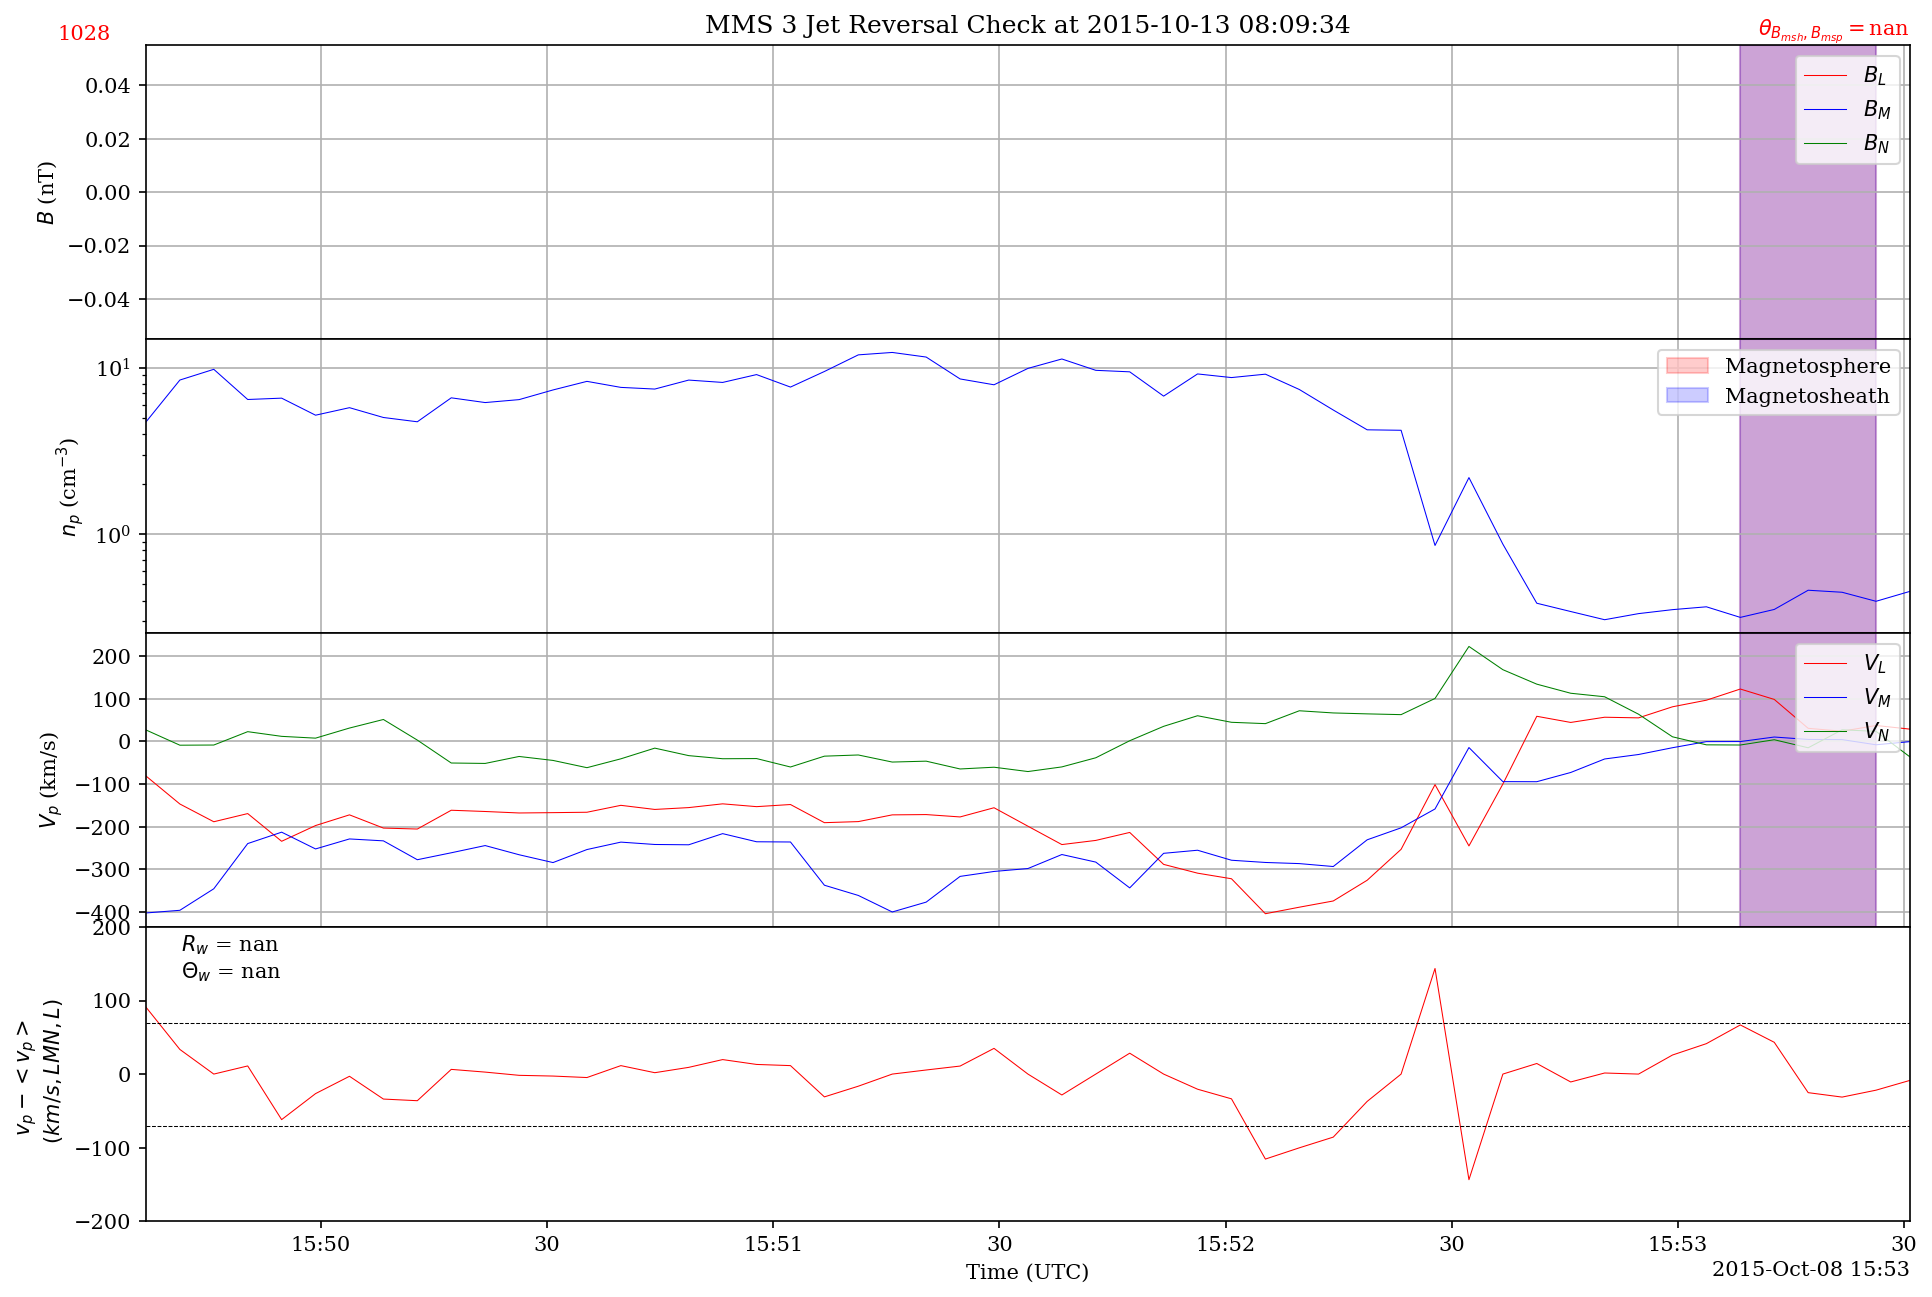 MMS 3 Jet Reversal Check at 2015-10-13 08:09:34
1028
θ_{B_{msh}, B_{msp}} = nan
B_L
B_M
B_N
0.04
0.02
0.00
−0.02
−0.04
B (nT)
Magnetosphere
Magnetosheath
10^1
10^0
n_p (cm^{−3})
V_L
V_M
V_N
200
100
0
−100
−200
−300
−400
V_p (km/s)
R_w = nan
Θ_w = nan
200
100
0
−100
−200
v_p − < v_p >
(km/s, LMN, L)
15:50 30 15:51 30 15:52 30 15:53 30
Time (UTC)
2015-Oct-08 15:53